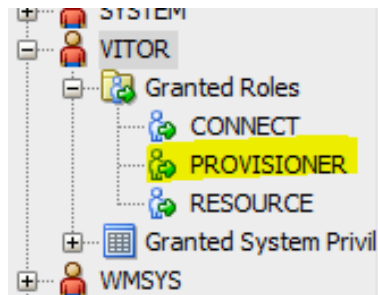 SYSTEM
VITOR
Granted Roles
CONNECT
PROVISIONER
RESOURCE
Granted System Privil
WMSYS